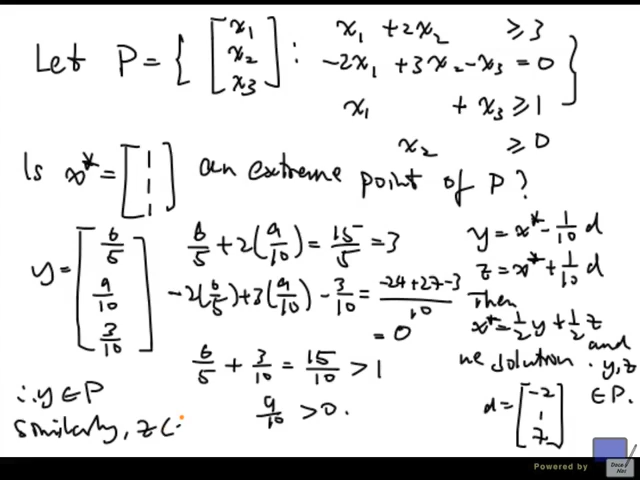 Let P = { [x₁ x₂ x₃] : x₁ + 2x₂ ≥ 3
-2x₁ + 3x₂ - x₃ = 0 }
x₁ + x₃ ≥ 1
x₂ ≥ 0
Is x* = [1 1 1] an extreme point of P?
y = [6/5 9/10 3/10]
6/5 + 2(9/10) = 15/5 = 3
-2(6/5) + 3(9/10) - 3/10 = (-24+27-3)/10
= 0
6/5 + 3/10 = 15/10 > 1
9/10 > 0.
∴ y ∈ P
similarly, z ∈
y = x* - 1/10 d
z = x* + 1/10 d
Then
x* = 1/2 y + 1/2 z
and
ne solution y, z
∈ P.
d = [-2 1 7]
Powered by